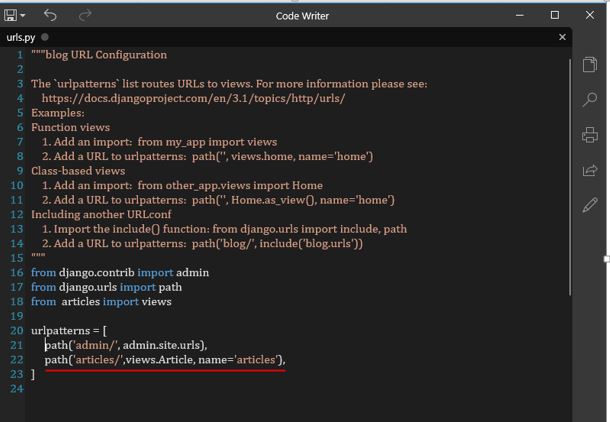 Code Writer
urls.py
1 """blog URL Configuration
2
3 The `urlpatterns` list routes URLs to views. For more information please see:
4 https://docs.djangoproject.com/en/3.1/topics/http/urls/
5 Examples:
6 Function views
7 1. Add an import:  from my_app import views
8 2. Add a URL to urlpatterns:  path('', views.home, name='home')
9 Class-based views
10 1. Add an import:  from other_app.views import Home
11 2. Add a URL to urlpatterns:  path('', Home.as_view(), name='home')
12 Including another URLconf
13 1. Import the include() function: from django.urls import include, path
14 2. Add a URL to urlpatterns:  path('blog/', include('blog.urls'))
15 """
16 from django.contrib import admin
17 from django.urls import path
18 from  articles import views
19
20 urlpatterns = [
21 path('admin/', admin.site.urls),
22 path('articles/',views.Article, name='articles'),
23 ]
24